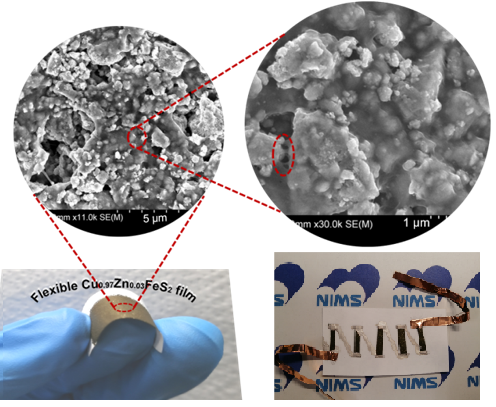 mm x11.0k SE(M) 5 µm
mm x30.0k SE(M) 1 µm
Flexible Cu0.97Zn0.03FeS2 film
NIMS NIMS NIMS
NIMS
NIMS NIMS